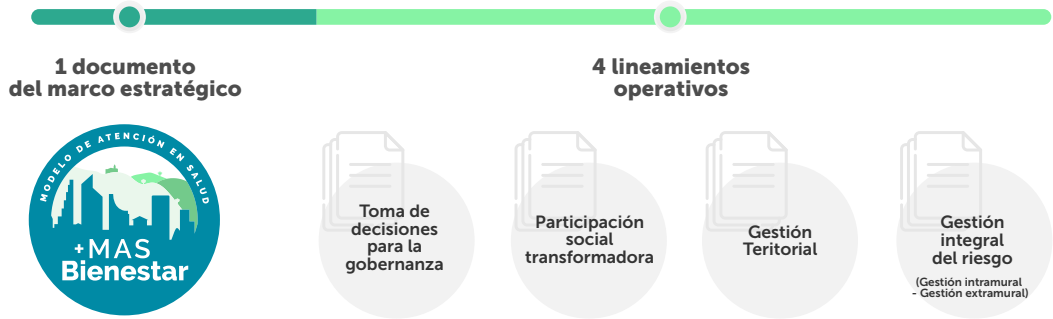 1 documento
del marco estratégico
4 lineamientos
operativos
MODELO DE ATENCIÓN EN SALUD
+MAS
Bienestar
Toma de
decisiones
para la
gobernanza
Participación
social
transformadora
Gestión
Teritorial
Gestión
integral
del riesgo
(Gestión intramural
- Gestión extramural)